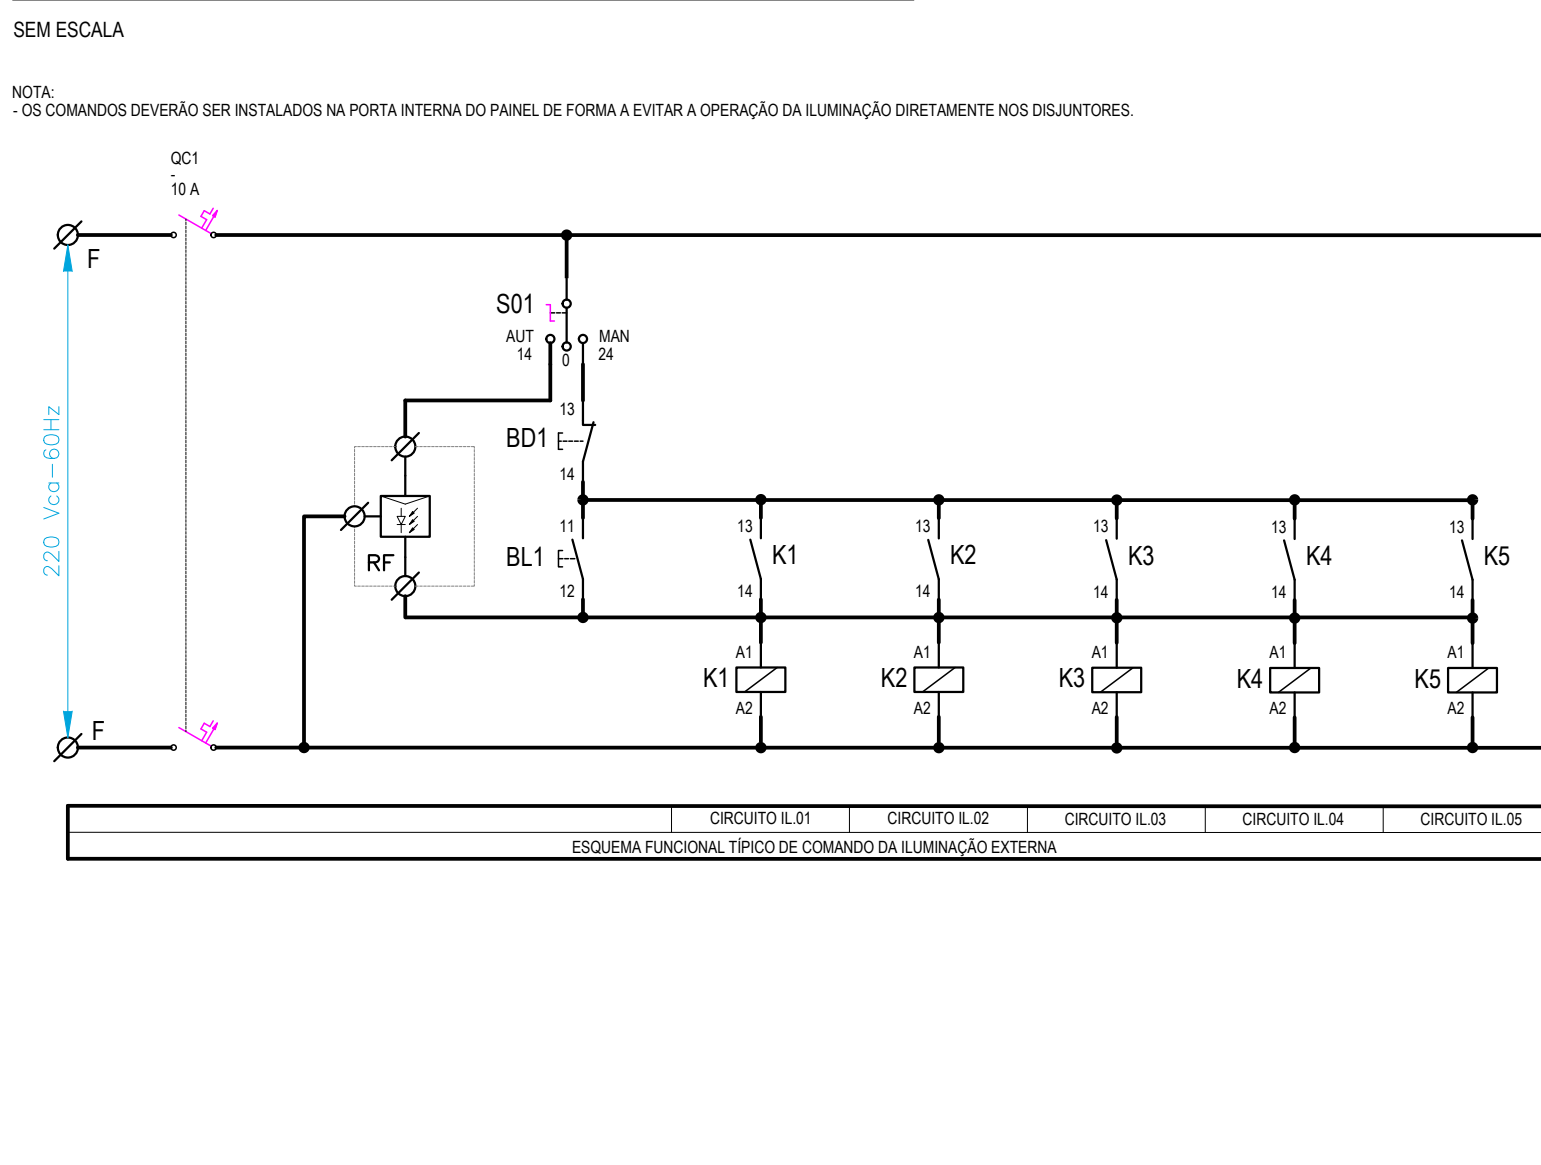 SEM ESCALA
NOTA:
- OS COMANDOS DEVERÃO SER INSTALADOS NA PORTA INTERNA DO PAINEL DE FORMA A EVITAR A OPERAÇÃO DA ILUMINAÇÃO DIRETAMENTE NOS DISJUNTORES.
QC1
-
10 A
F
220 Vca-60Hz
F
S01
AUT
14
0
MAN
24
13
BD1
14
RF
11
BL1
12
13
K1
14
13
K2
14
13
K3
14
13
K4
14
13
K5
14
A1
K1
A2
A1
K2
A2
A1
K3
A2
A1
K4
A2
A1
K5
A2
CIRCUITO IL.01
CIRCUITO IL.02
CIRCUITO IL.03
CIRCUITO IL.04
CIRCUITO IL.05
ESQUEMA FUNCIONAL TÍPICO DE COMANDO DA ILUMINAÇÃO EXTERNA